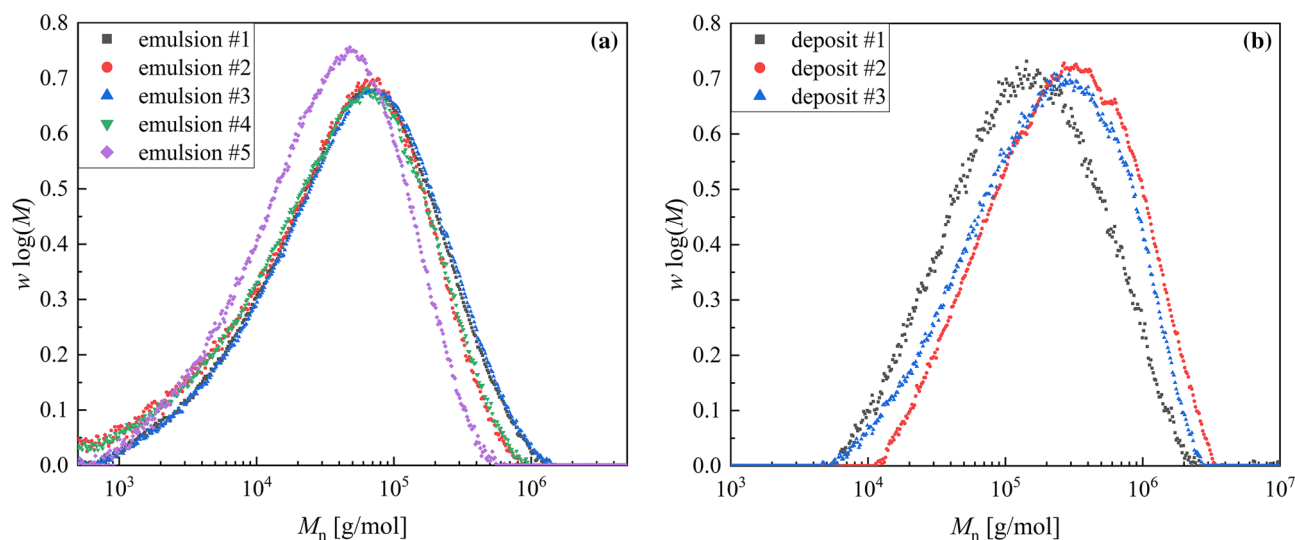 0.8
0.7
0.6
0.5
0.4
0.3
0.2
0.1
0.0
w log(M)
emulsion #1
emulsion #2
emulsion #3
emulsion #4
emulsion #5
(a)
10³ 10⁴ 10⁵ 10⁶
Mₙ [g/mol]
0.8
0.7
0.6
0.5
0.4
0.3
0.2
0.1
0.0
w log(M)
deposit #1
deposit #2
deposit #3
(b)
10³ 10⁴ 10⁵ 10⁶ 10⁷
Mₙ [g/mol]